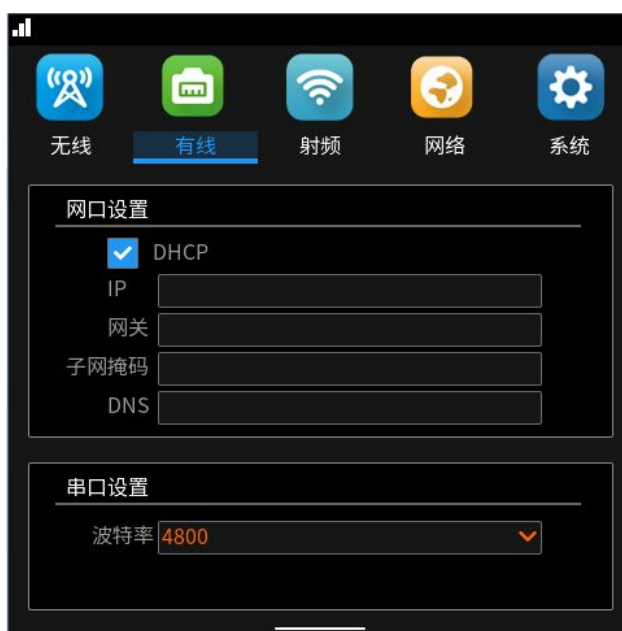 无线 有线 射频 网络 系统
网口设置
DHCP
IP
网关
子网掩码
DNS
串口设置
波特率 4800